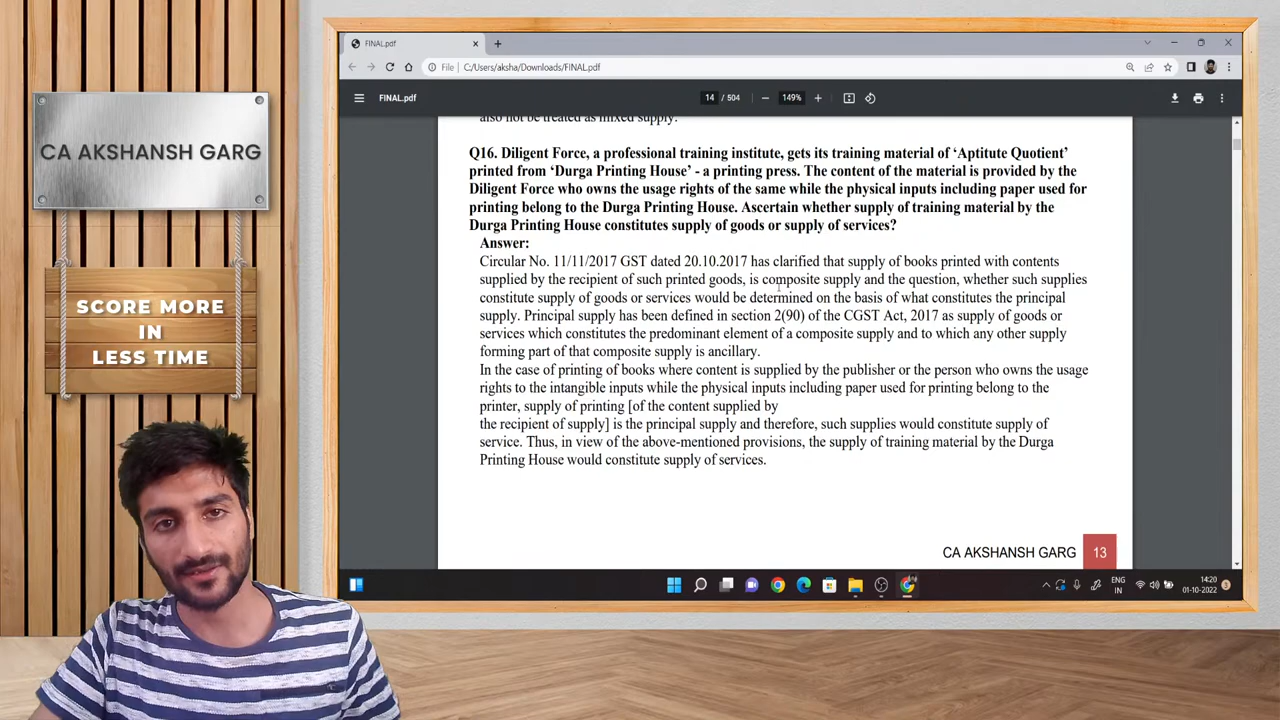 CA AKSHANSH GARG
SCORE MORE
IN
LESS TIME
FINAL.pdf
File
C:/Users/aksha/Downloads/FINAL.pdf
FINAL.pdf
14 / 504
149%
also not be treated as mixed supply.
Q16. Diligent Force, a professional training institute, gets its training material of ‘Aptitute Quotient’
printed from ‘Durga Printing House’ - a printing press. The content of the material is provided by the
Diligent Force who owns the usage rights of the same while the physical inputs including paper used for
printing belong to the Durga Printing House. Ascertain whether supply of training material by the
Durga Printing House constitutes supply of goods or supply of services?
Answer:
Circular No. 11/11/2017 GST dated 20.10.2017 has clarified that supply of books printed with contents
supplied by the recipient of such printed goods, is composite supply and the question, whether such supplies
constitute supply of goods or services would be determined on the basis of what constitutes the principal
supply. Principal supply has been defined in section 2(90) of the CGST Act, 2017 as supply of goods or
services which constitutes the predominant element of a composite supply and to which any other supply
forming part of that composite supply is ancillary.
In the case of printing of books where content is supplied by the publisher or the person who owns the usage
rights to the intangible inputs while the physical inputs including paper used for printing belong to the
printer, supply of printing [of the content supplied by
the recipient of supply] is the principal supply and therefore, such supplies would constitute supply of
service. Thus, in view of the above-mentioned provisions, the supply of training material by the Durga
Printing House would constitute supply of services.
CA AKSHANSH GARG 13
ENG
IN
14:20
01-10-2022